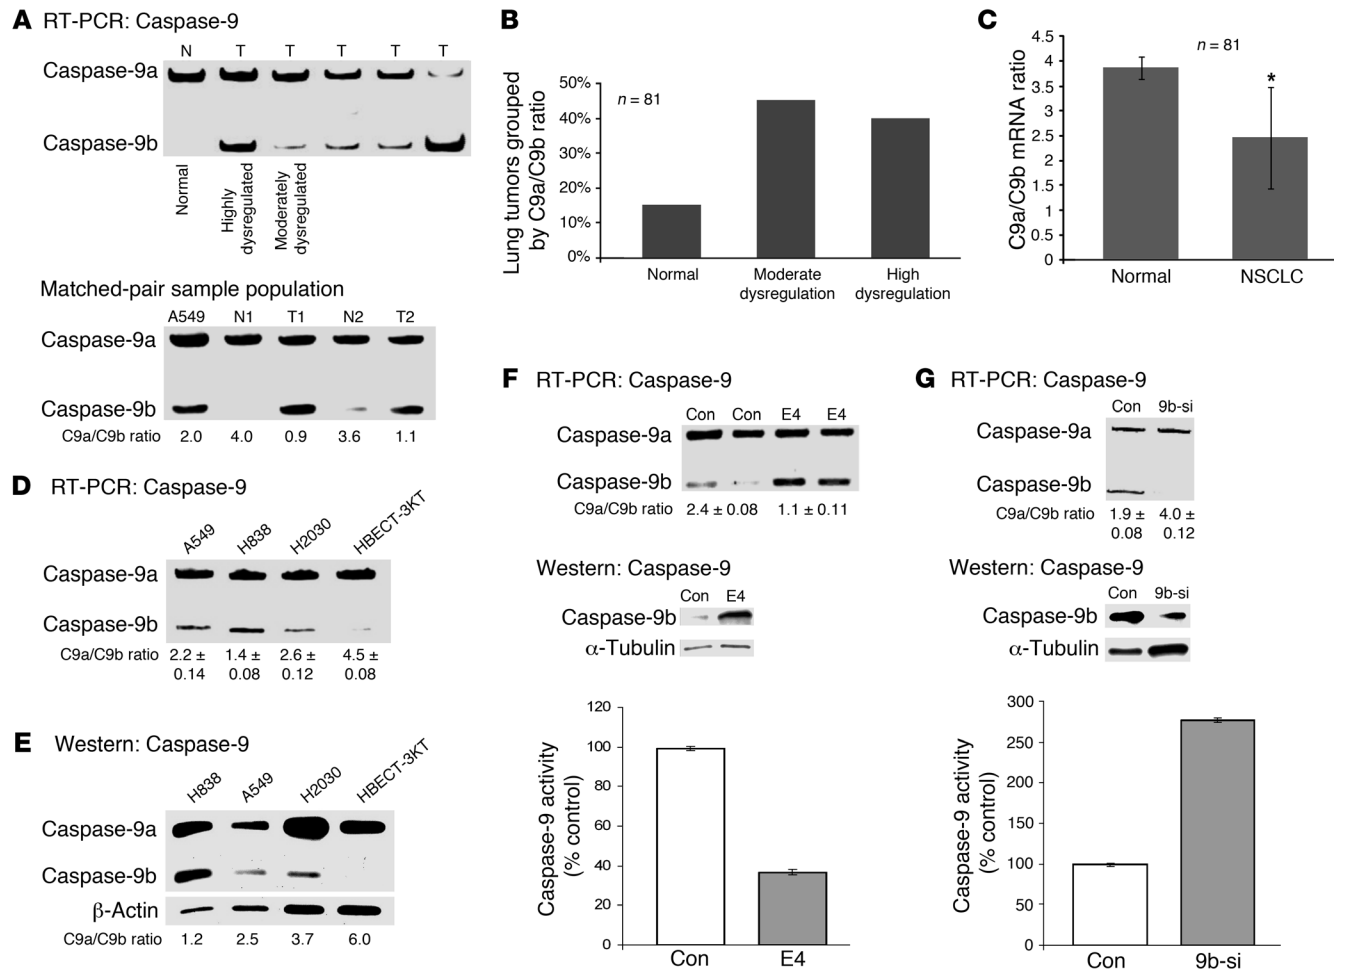 A RT-PCR: Caspase-9
N T T T T T
Caspase-9a
Caspase-9b
Normal
Highly
dysregulated
Moderately
dysregulated
Matched-pair sample population
A549 N1 T1 N2 T2
Caspase-9a
Caspase-9b
C9a/C9b ratio 2.0 4.0 0.9 3.6 1.1
B
Lung tumors grouped
by C9a/C9b ratio
50%
40%
30%
20%
10%
0%
n = 81
Normal
Moderate
dysregulation
High
dysregulation
C
C9a/C9b mRNA ratio
4.5
4
3.5
3
2.5
2
1.5
1
0.5
0
n = 81
*
Normal NSCLC
D RT-PCR: Caspase-9
A549 H838 H2030 HBECT-3KT
Caspase-9a
Caspase-9b
C9a/C9b ratio 2.2 ± 1.4 ± 2.6 ± 4.5 ±
0.14 0.08 0.12 0.08
E Western: Caspase-9
H838 A549 H2030 HBECT-3KT
Caspase-9a
Caspase-9b
β-Actin
C9a/C9b ratio 1.2 2.5 3.7 6.0
F RT-PCR: Caspase-9
Con Con E4 E4
Caspase-9a
Caspase-9b
C9a/C9b ratio 2.4 ± 0.08 1.1 ± 0.11
Western: Caspase-9
Con E4
Caspase-9b
α-Tubulin
Caspase-9 activity
(% control)
120
100
80
60
40
20
0
Con E4
G RT-PCR: Caspase-9
Con 9b-si
Caspase-9a
Caspase-9b
C9a/C9b ratio 1.9 ± 4.0 ±
0.08 0.12
Western: Caspase-9
Con 9b-si
Caspase-9b
α-Tubulin
Caspase-9 activity
(% control)
300
250
200
150
100
50
0
Con 9b-si